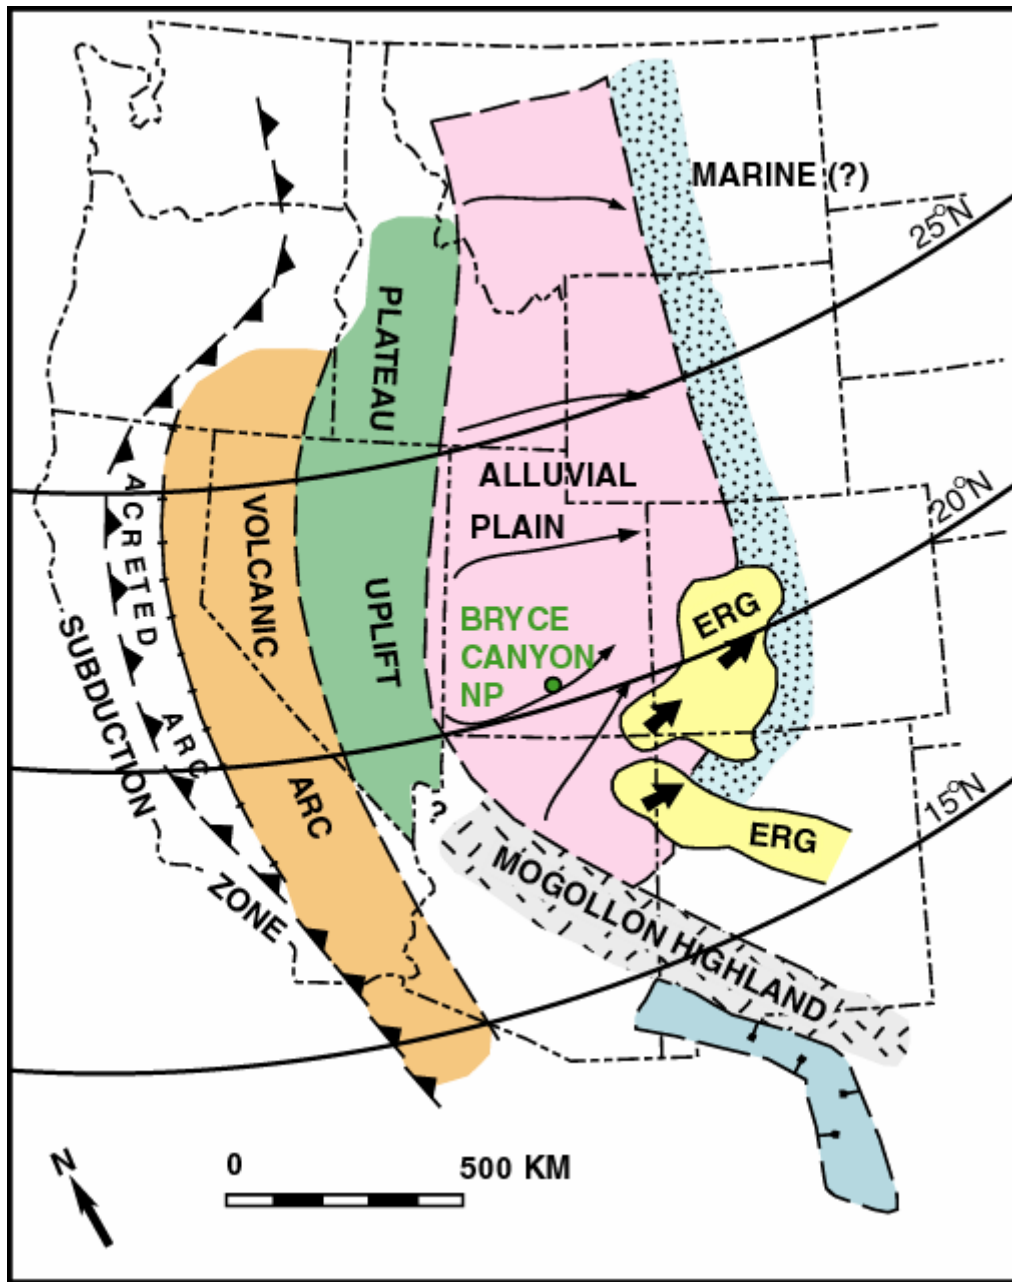 MARINE (?)
25°N
PLATEAU
ALLUVIAL
PLAIN
ACRETED
VOLCANIC
20°N
UPLIFT
BRYCE
CANYON
NP
ERG
SUBDUCTION
ARC
ARC
15°N
?
ERG
ZONE
MOGOLLON HIGHLAND
N
0
500 KM